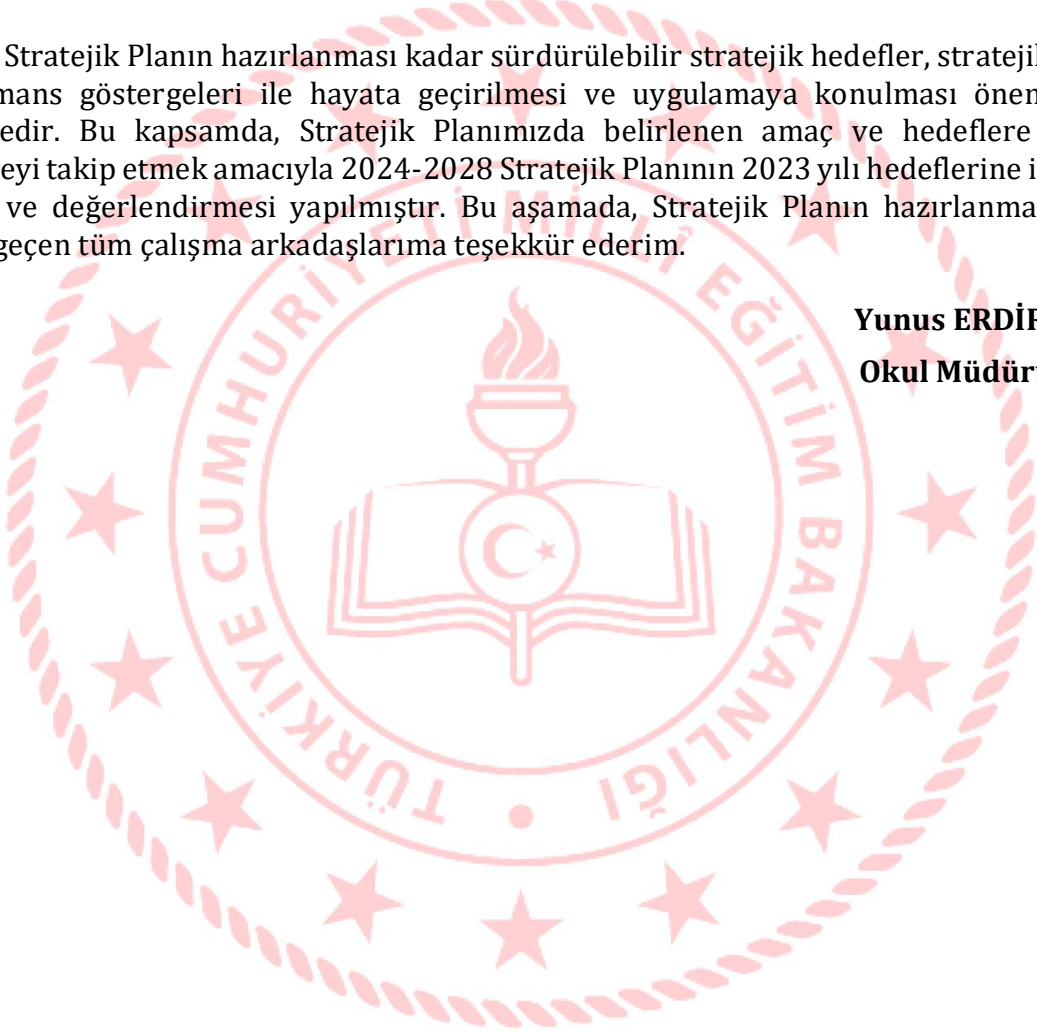 Stratejik Planın hazırlanması kadar sürdürülebilir stratejik hedefler, strateji
mans göstergeleri ile hayata geçirilmesi ve uygulamaya konulması önem
edir. Bu kapsamda, Stratejik Planımızda belirlenen amaç ve hedeflere
eyi takip etmek amacıyla 2024-2028 Stratejik Planının 2023 yılı hedeflerine i
ve değerlendirmesi yapılmıştır. Bu aşamada, Stratejik Planın hazırlanma
geçen tüm çalışma arkadaşlarıma teşekkür ederim.
Yunus ERDİ
Okul Müdür
TÜRKİYE CUMHURİYETİ MİLLÎ EĞİTİM BAKANLIĞI